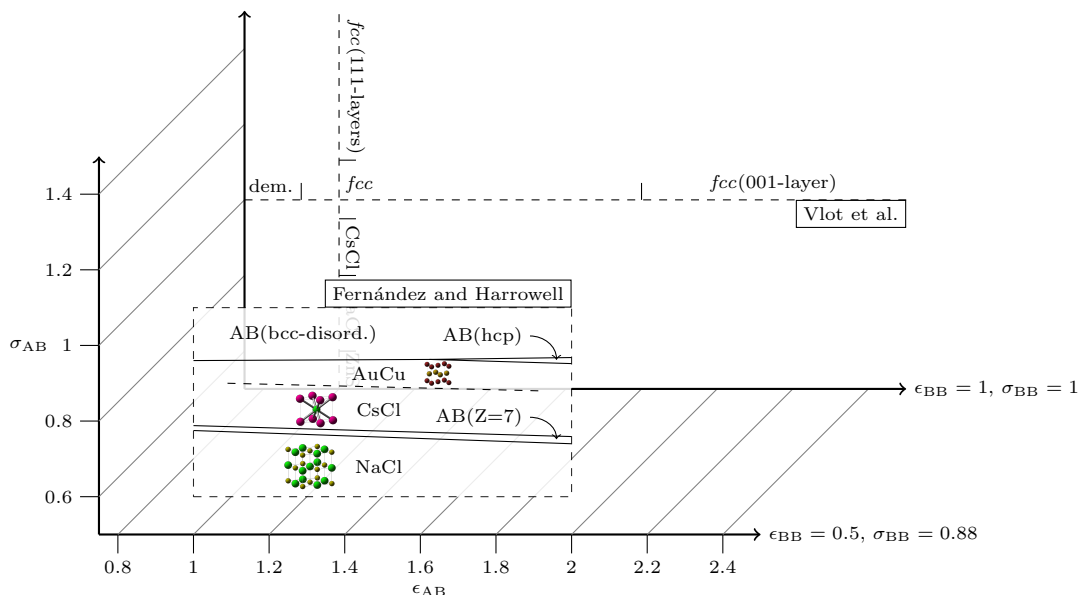 fcc(111-layers)
dem.
fcc
fcc(001-layer)
Vlot et al.
1.4
CsCl
1.2
Fernández and Harrowell
AB(bcc-disord.)
AB(hcp)
σAB
1
AuCu
ϵBB = 1, σBB = 1
CsCl
AB(Z=7)
0.8
NaCl
0.6
ϵBB = 0.5, σBB = 0.88
0.8
1
1.2
1.4
1.6
1.8
2
2.2
2.4
ϵAB